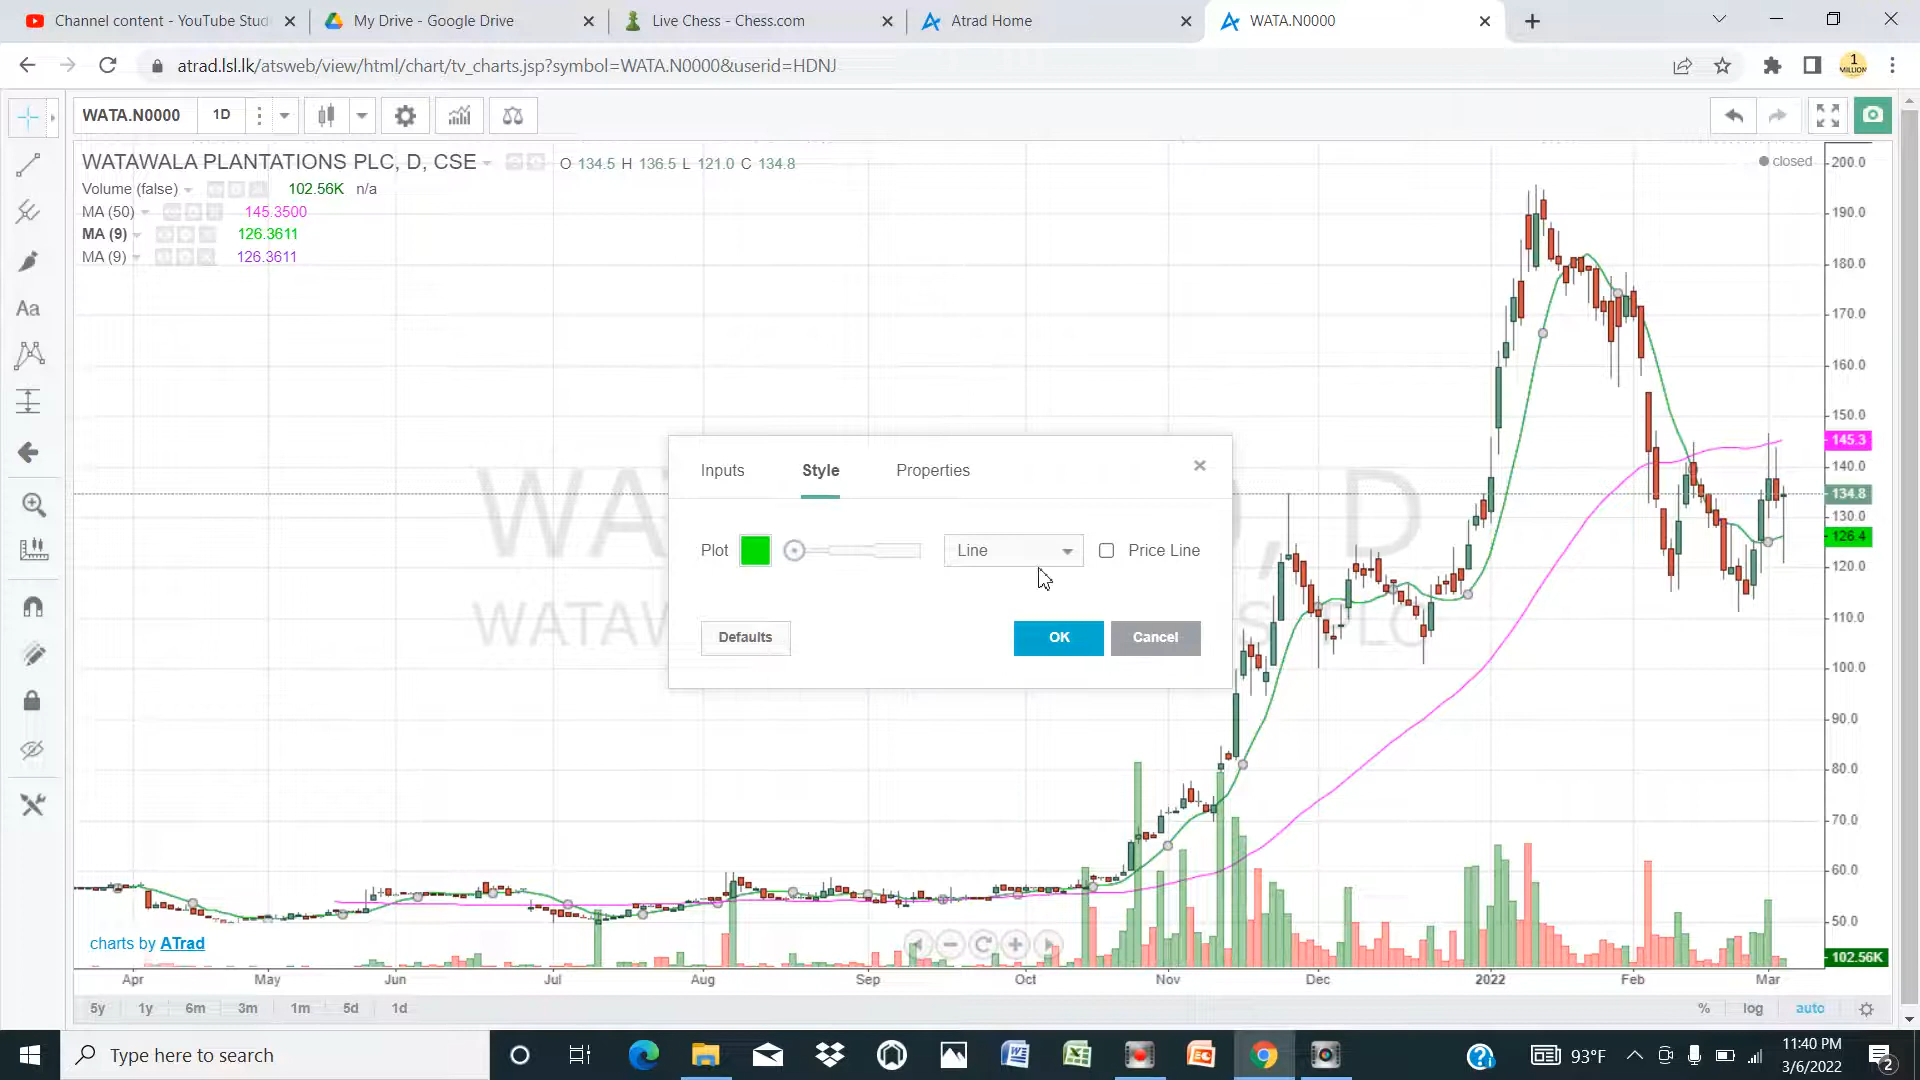 Channel content - YouTube Stud
My Drive - Google Drive
Live Chess - Chess.com
Atrad Home
WATA.N0000
atrad.lsl.lk/atsweb/view/html/chart/tv_charts.jsp?symbol=WATA.N0000&userid=HDNJ
1 MILLION
WATA.N0000 1D
WATAWALA PLANTATIONS PLC, D, CSE O 134.5 H 136.5 L 121.0 C 134.8
closed
Volume (false) 102.56K n/a
MA (50) 145.3500
MA (9) 126.3611
MA (9) 126.3611
Aa
200.0
190.0
180.0
170.0
160.0
150.0
145.3
140.0
134.8
130.0
126.4
120.0
110.0
100.0
90.0
80.0
70.0
60.0
50.0
102.56K
Inputs Style Properties
Plot Line Price Line
Defaults OK Cancel
charts by ATrad
Apr May Jun Jul Aug Sep Oct Nov Dec 2022 Feb Mar
5y 1y 6m 3m 1m 5d 1d % log auto
Type here to search
93°F
11:40 PM
3/6/2022
2